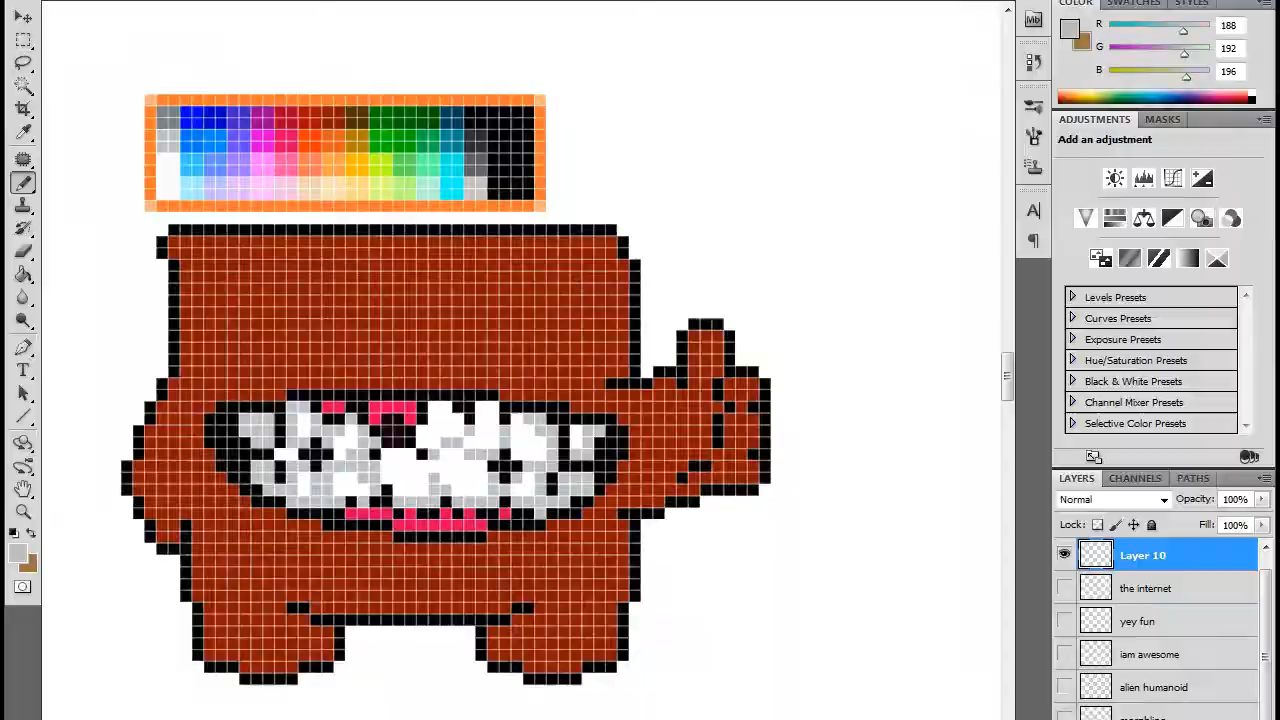 COLOR SWATCHES STYLES
R 188
G 192
B 196
Mb
ADJUSTMENTS MASKS
Add an adjustment
A
T
Levels Presets
Curves Presets
Exposure Presets
Hue/Saturation Presets
Black & White Presets
Channel Mixer Presets
Selective Color Presets
LAYERS CHANNELS PATHS
Normal Opacity: 100%
Lock: Fill: 100%
Layer 10
the internet
yey fun
iam awesome
alien humanoid